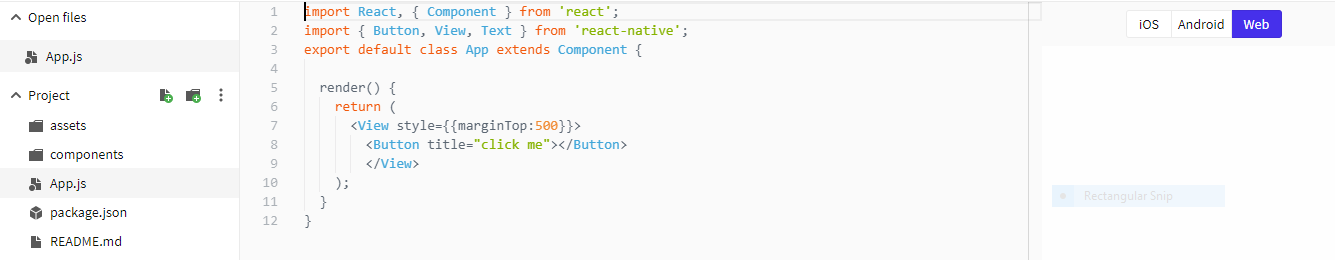 Open files
App.js
Project
assets
components
App.js
package.json
README.md
1 import React, { Component } from 'react';
2 import { Button, View, Text } from 'react-native';
3 export default class App extends Component {
4
5 render() {
6 return (
7 <View style={{marginTop:500}}>
8 <Button title="click me"></Button>
9 </View>
10 );
11 }
12 }
iOS Android Web
Rectangular Snip